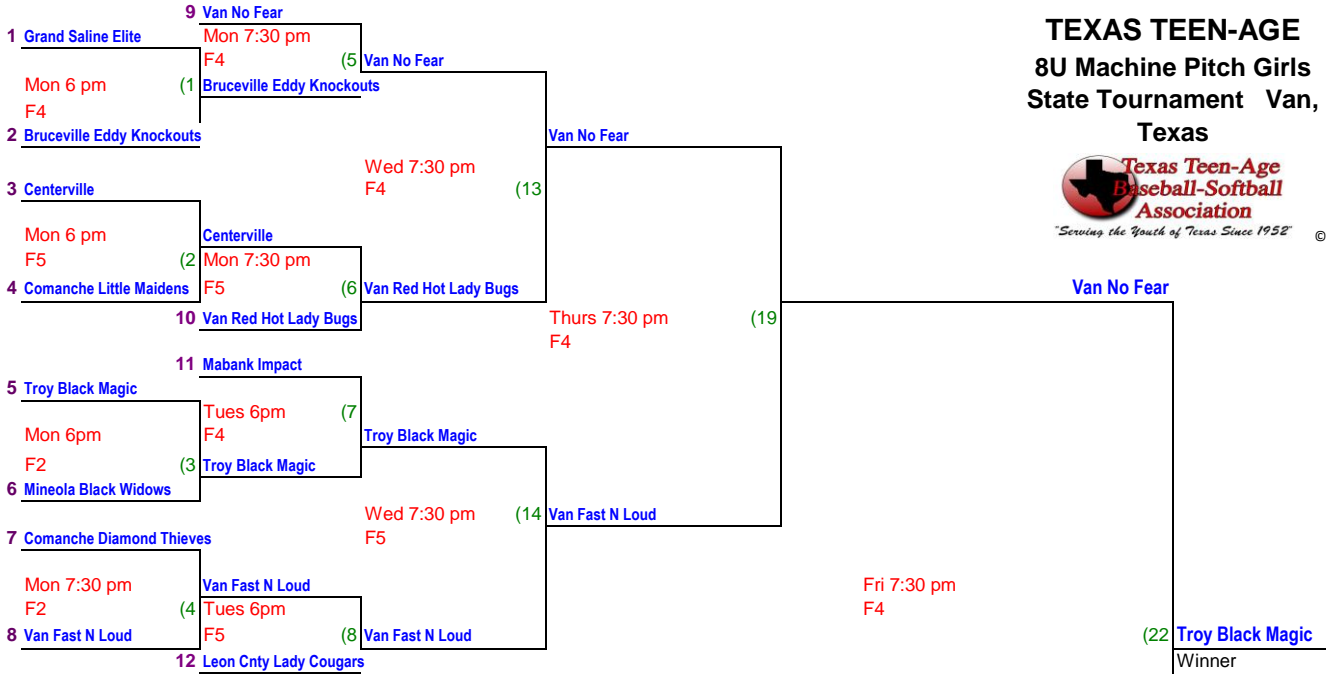 9 Van No Fear
TEXAS TEEN-AGE
1 Grand Saline Elite
Mon 7:30 pm
F4
(5 Van No Fear
8U Machine Pitch Girls
Mon 6 pm
(1 Bruceville Eddy Knockouts
State Tournament Van,
F4
2 Bruceville Eddy Knockouts
Van No Fear
Texas
Wed 7:30 pm
F4
(13
Texas Teen-Age
Baseball-Softball
Association
"Serving the Youth of Texas Since 1952"
©
3 Centerville
Mon 6 pm
Centerville
F5
(2 Mon 7:30 pm
4 Comanche Little Maidens
F5
(6 Van Red Hot Lady Bugs
Van No Fear
10 Van Red Hot Lady Bugs
Thurs 7:30 pm
(19
F4
11 Mabank Impact
5 Troy Black Magic
Tues 6pm
(7
Mon 6pm
F4
Troy Black Magic
F2
(3 Troy Black Magic
6 Mineola Black Widows
Wed 7:30 pm
(14 Van Fast N Loud
F5
7 Comanche Diamond Thieves
Mon 7:30 pm
Van Fast N Loud
Fri 7:30 pm
F2
(4 Tues 6pm
F4
8 Van Fast N Loud
F5
(8 Van Fast N Loud
(22 Troy Black Magic
12 Leon Cnty Lady Cougars
Winner